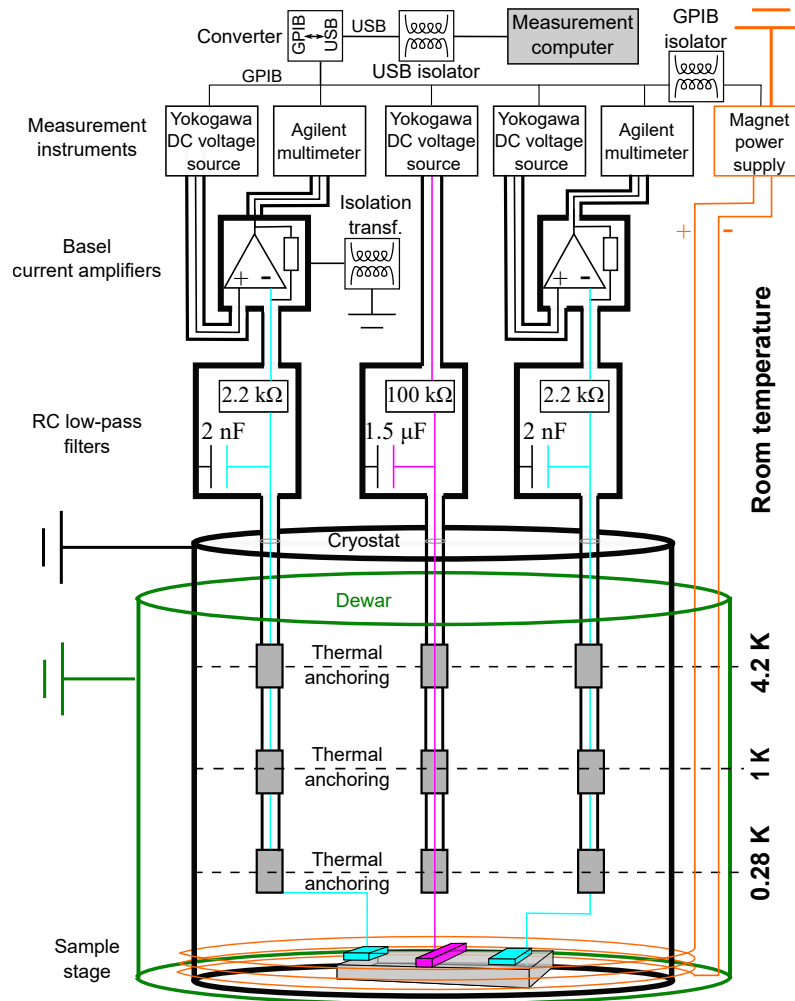 Converter
GPIB
USB
USB
USB isolator
Measurement
computer
GPIB
isolator
GPIB
Measurement
instruments
Yokogawa
DC voltage
source
Agilent
multimeter
Yokogawa
DC voltage
source
Yokogawa
DC voltage
source
Agilent
multimeter
Magnet
power
supply
Isolation
transf.
Basel
current amplifiers
+ -
+ -
+ -
Room temperature
RC low-pass
filters
2.2 kΩ
2 nF
100 kΩ
1.5 μF
2.2 kΩ
2 nF
Cryostat
Dewar
Thermal
anchoring
4.2 K
Thermal
anchoring
1 K
Thermal
anchoring
0.28 K
Sample
stage